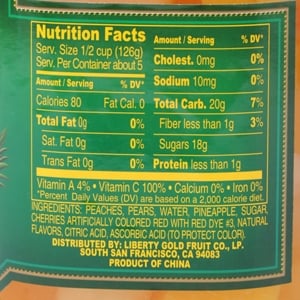 Nutrition Facts
Serv. Size 1/2 cup (126g)
Serv. Per Container about 5
Amount / Serving % DV*
Calories 80 Fat Cal. 0
Total Fat 0g 0%
Sat. Fat 0g 0%
Trans Fat 0g
Amount / Serving % DV*
Cholest. 0mg 0%
Sodium 10mg 0%
Total Carb. 20g 7%
Fiber less than 1g 3%
Sugars 18g
Protein less than 1g
Vitamin A 4% • Vitamin C 100% • Calcium 0% • Iron 0%
*Percent Daily Values (DV) are based on a 2,000 calorie diet.
INGREDIENTS: PEACHES, PEARS, WATER, PINEAPPLE, SUGAR,
CHERRIES ARTIFICIALLY COLORED RED WITH RED DYE #3, NATURAL
FLAVORS, CITRIC ACID, ASCORBIC ACID (TO PROTECT COLOR).
DISTRIBUTED BY: LIBERTY GOLD FRUIT CO., LP.
SOUTH SAN FRANCISCO, CA 94083
PRODUCT OF CHINA